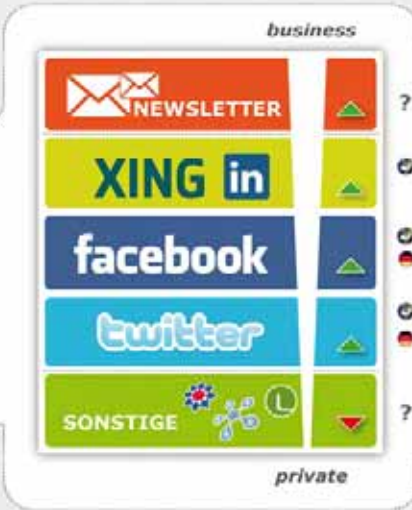 business
NEWSLETTER
?
XING in
facebook
twitter
SONSTIGE L
?
private